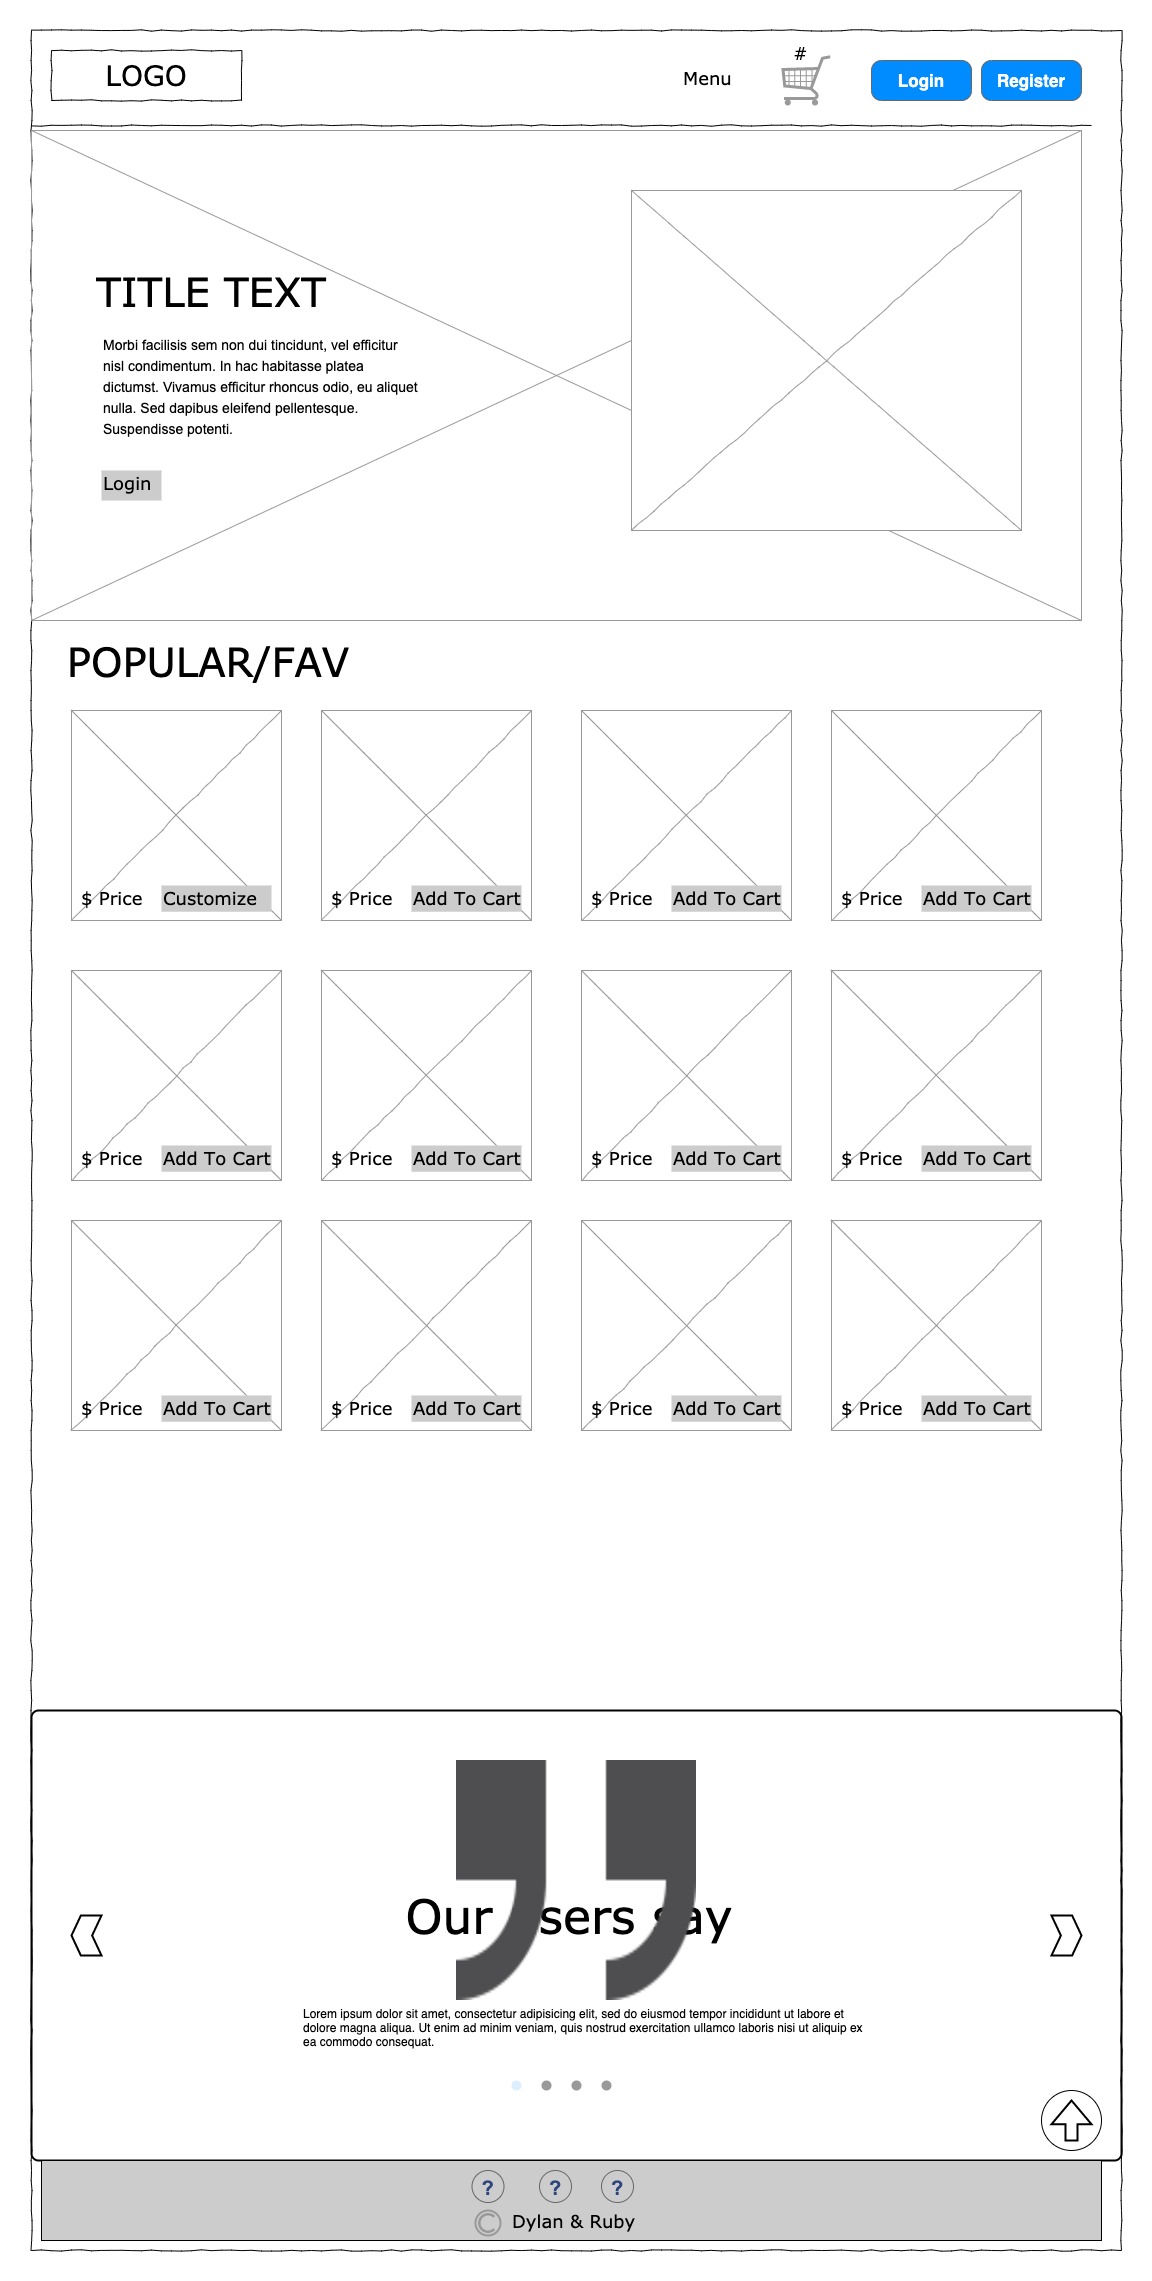 LOGO
Menu
#
Login
Register
TITLE TEXT
Morbi facilisis sem non dui tincidunt, vel efficitur
nisl condimentum. In hac habitasse platea
dictumst. Vivamus efficitur rhoncus odio, eu aliquet
nulla. Sed dapibus eleifend pellentesque.
Suspendisse potenti.
Login
POPULAR/FAV
$ Price Customize
$ Price Add To Cart
$ Price Add To Cart
$ Price Add To Cart
$ Price Add To Cart
$ Price Add To Cart
$ Price Add To Cart
$ Price Add To Cart
$ Price Add To Cart
$ Price Add To Cart
$ Price Add To Cart
$ Price Add To Cart
Our users say
Lorem ipsum dolor sit amet, consectetur adipisicing elit, sed do eiusmod tempor incididunt ut labore et
dolore magna aliqua. Ut enim ad minim veniam, quis nostrud exercitation ullamco laboris nisi ut aliquip ex
ea commodo consequat.
? ? ?
© Dylan & Ruby